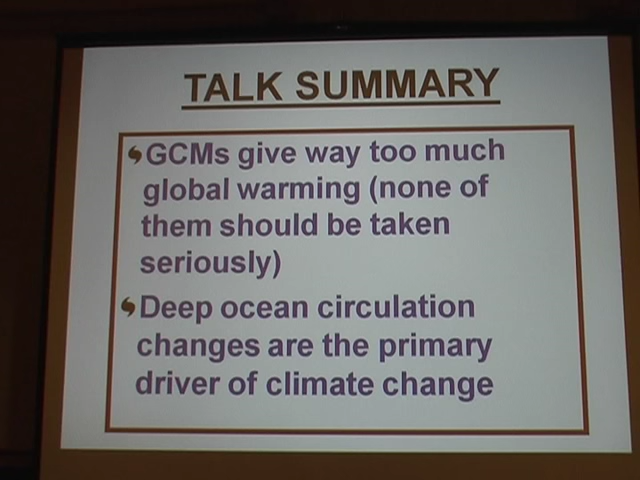 TALK SUMMARY
GCMs give way too much
global warming (none of
them should be taken
seriously)
Deep ocean circulation
changes are the primary
driver of climate change